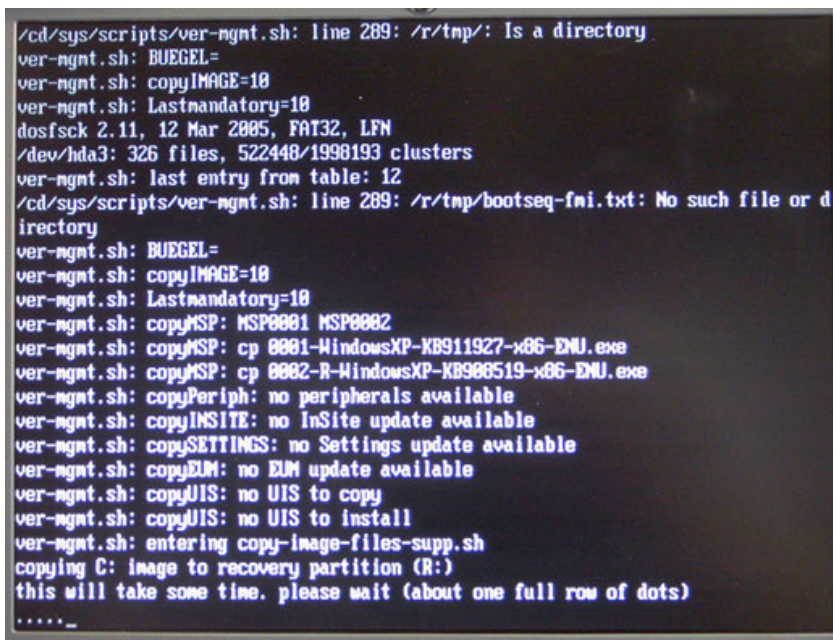 /cd/sys/scripts/ver-mgmt.sh: line 289: /r/tmp/: Is a directory
ver-mgmt.sh: BUEGEL=
ver-mgmt.sh: copyIMAGE=10
ver-mgmt.sh: Lastmandatory=10
dosfsck 2.11, 12 Mar 2005, FAT32, LFN
/dev/hda3: 326 files, 522448/1998193 clusters
ver-mgmt.sh: last entry from table: 12
/cd/sys/scripts/ver-mgmt.sh: line 289: /r/tmp/bootseq-fmi.txt: No such file or d
irectory
ver-mgmt.sh: BUEGEL=
ver-mgmt.sh: copyIMAGE=10
ver-mgmt.sh: Lastmandatory=10
ver-mgmt.sh: copyMSP: MSP0001 MSP0002
ver-mgmt.sh: copyMSP: cp 0001-WindowsXP-KB911927-x86-ENU.exe
ver-mgmt.sh: copyMSP: cp 0002-R-WindowsXP-KB908519-x86-ENU.exe
ver-mgmt.sh: copyPeriph: no peripherals available
ver-mgmt.sh: copyINSITE: no InSite update available
ver-mgmt.sh: copySETTINGS: no Settings update available
ver-mgmt.sh: copyEUM: no EUM update available
ver-mgmt.sh: copyUIS: no UIS to copy
ver-mgmt.sh: copyUIS: no UIS to install
ver-mgmt.sh: entering copy-image-files-supp.sh
copying C: image to recovery partition (R:)
this will take some time. please wait (about one full row of dots)
....._